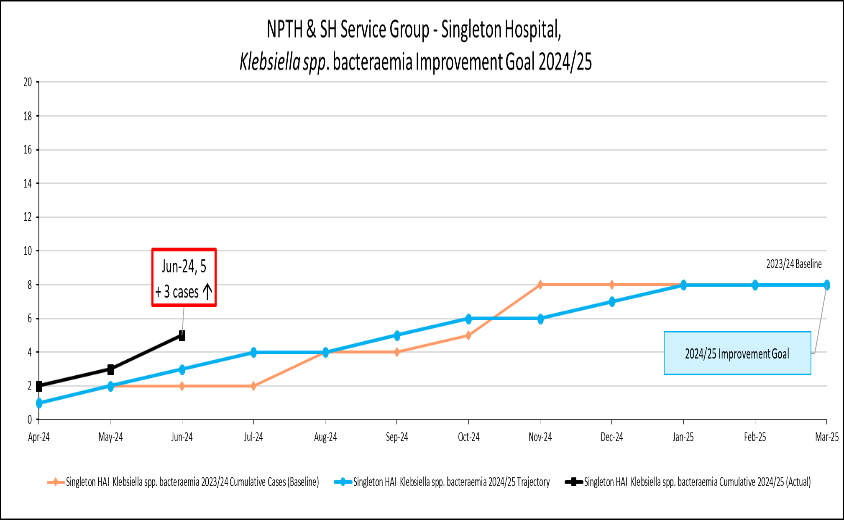 NPTH & SH Service Group - Singleton Hospital,
Klebsiella spp. bacteraemia Improvement Goal 2024/25
20
18
16
14
12
10
8
6
4
2
0
Jun-24, 5
+ 3 cases ↑
2023/24 Baseline
2024/25 Improvement Goal
Apr-24 May-24 Jun-24 Jul-24 Aug-24 Sep-24 Oct-24 Nov-24 Dec-24 Jan-25 Feb-25 Mar-25
Singleton HAI Klebsiella spp. bacteraemia 2023/24 Cumulative Cases (Baseline) Singleton HAI Klebsiella spp. bacteraemia 2024/25 Trajectory Singleton HAI Klebsiella spp. bacteraemia Cumulative 2024/25 (Actual)